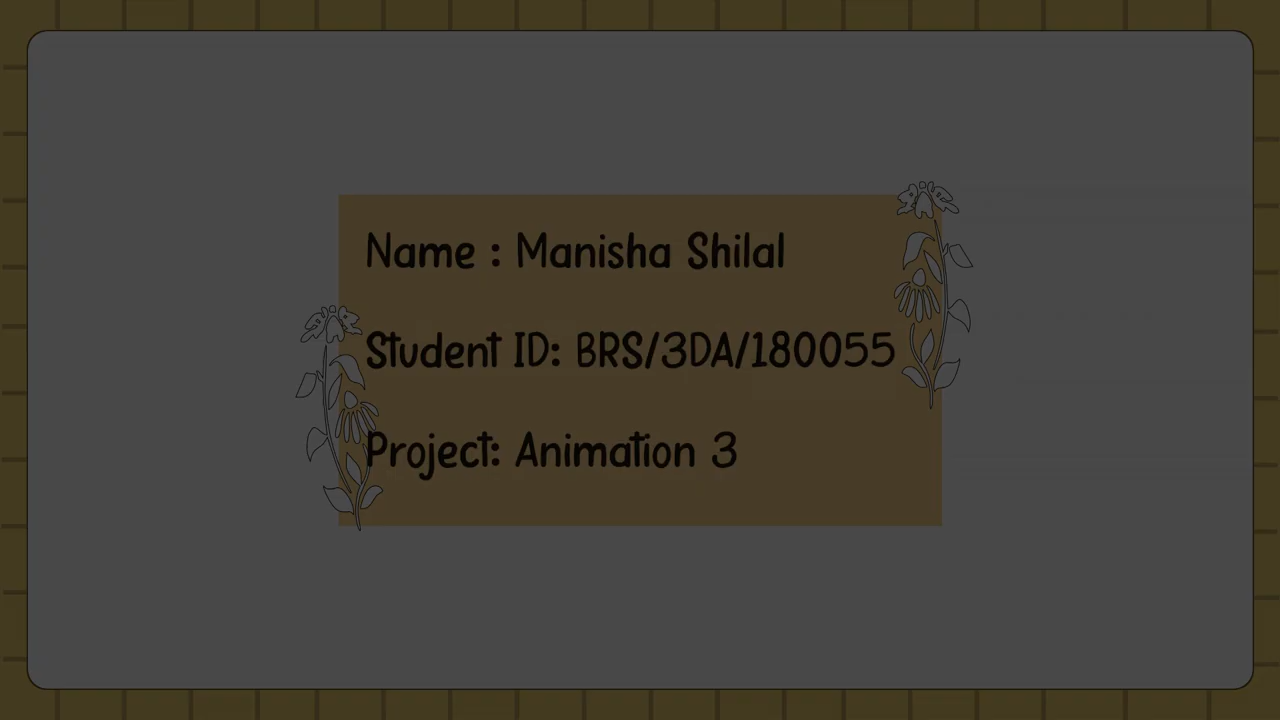 Name : Manisha Shilal
Student ID: BRS/3DA/180055
Project: Animation 3